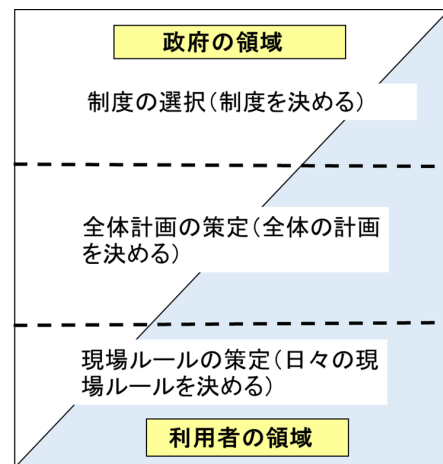 政府の領域
制度の選択（制度を決める）
全体計画の策定（全体の計画
を決める）
現場ルールの策定（日々の現
場ルールを決める）
利用者の領域